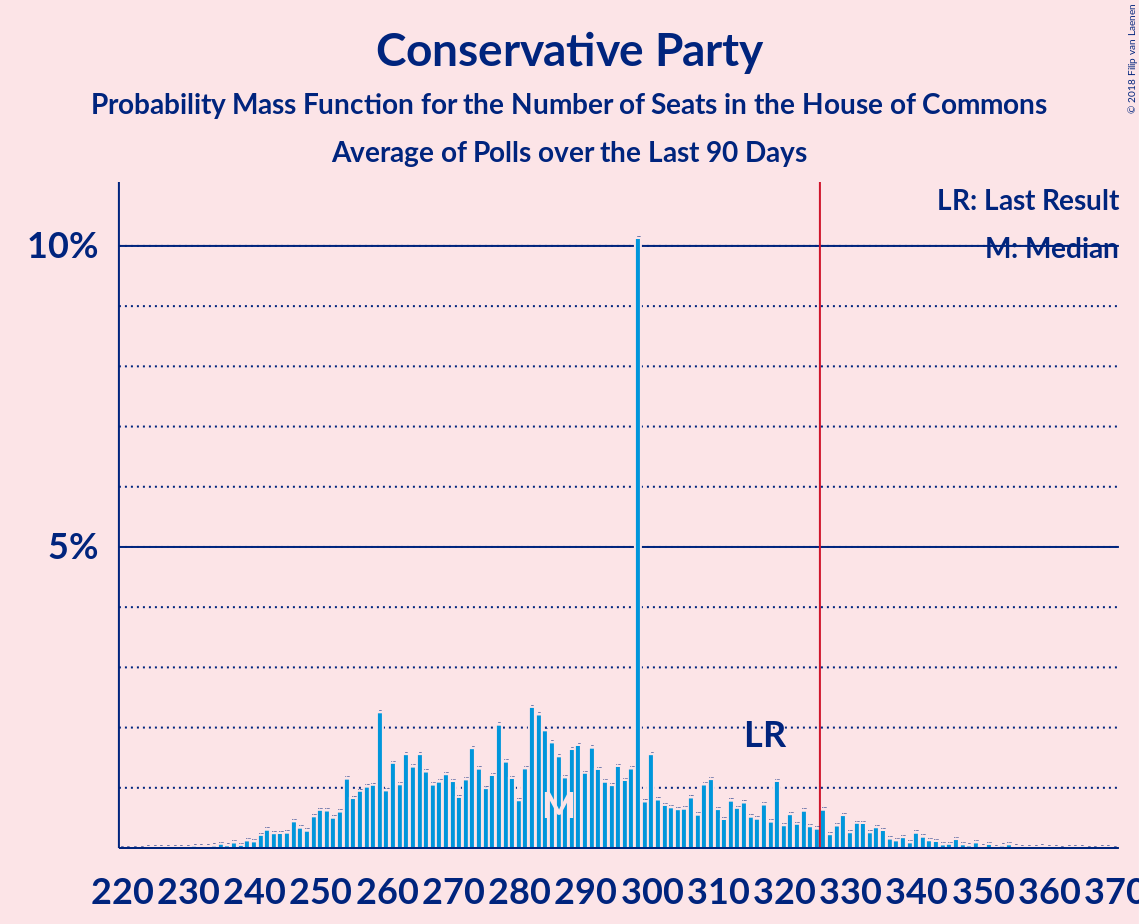 Conservative Party
Probability Mass Function for the Number of Seats in the House of Commons
Average of Polls over the Last 90 Days
© 2018 Filip van Laenen
LR: Last Result
M: Median
10%
5%
LR
M
220 230 240 250 260 270 280 290 300 310 320 330 340 350 360 370